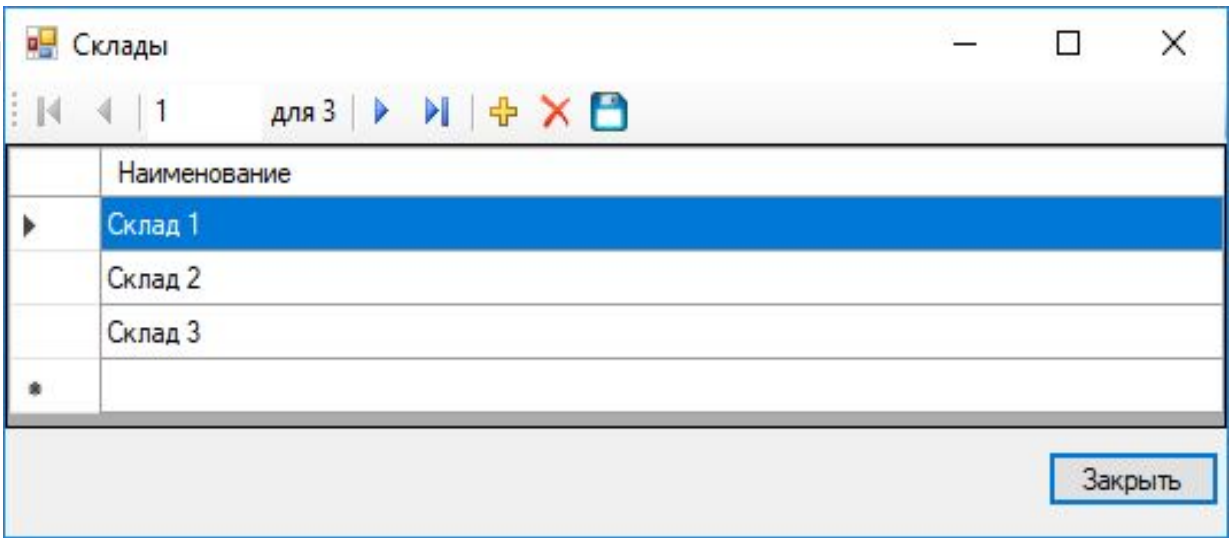 Склады
1 для 3
Наименование
Склад 1
Склад 2
Склад 3
Закрыть